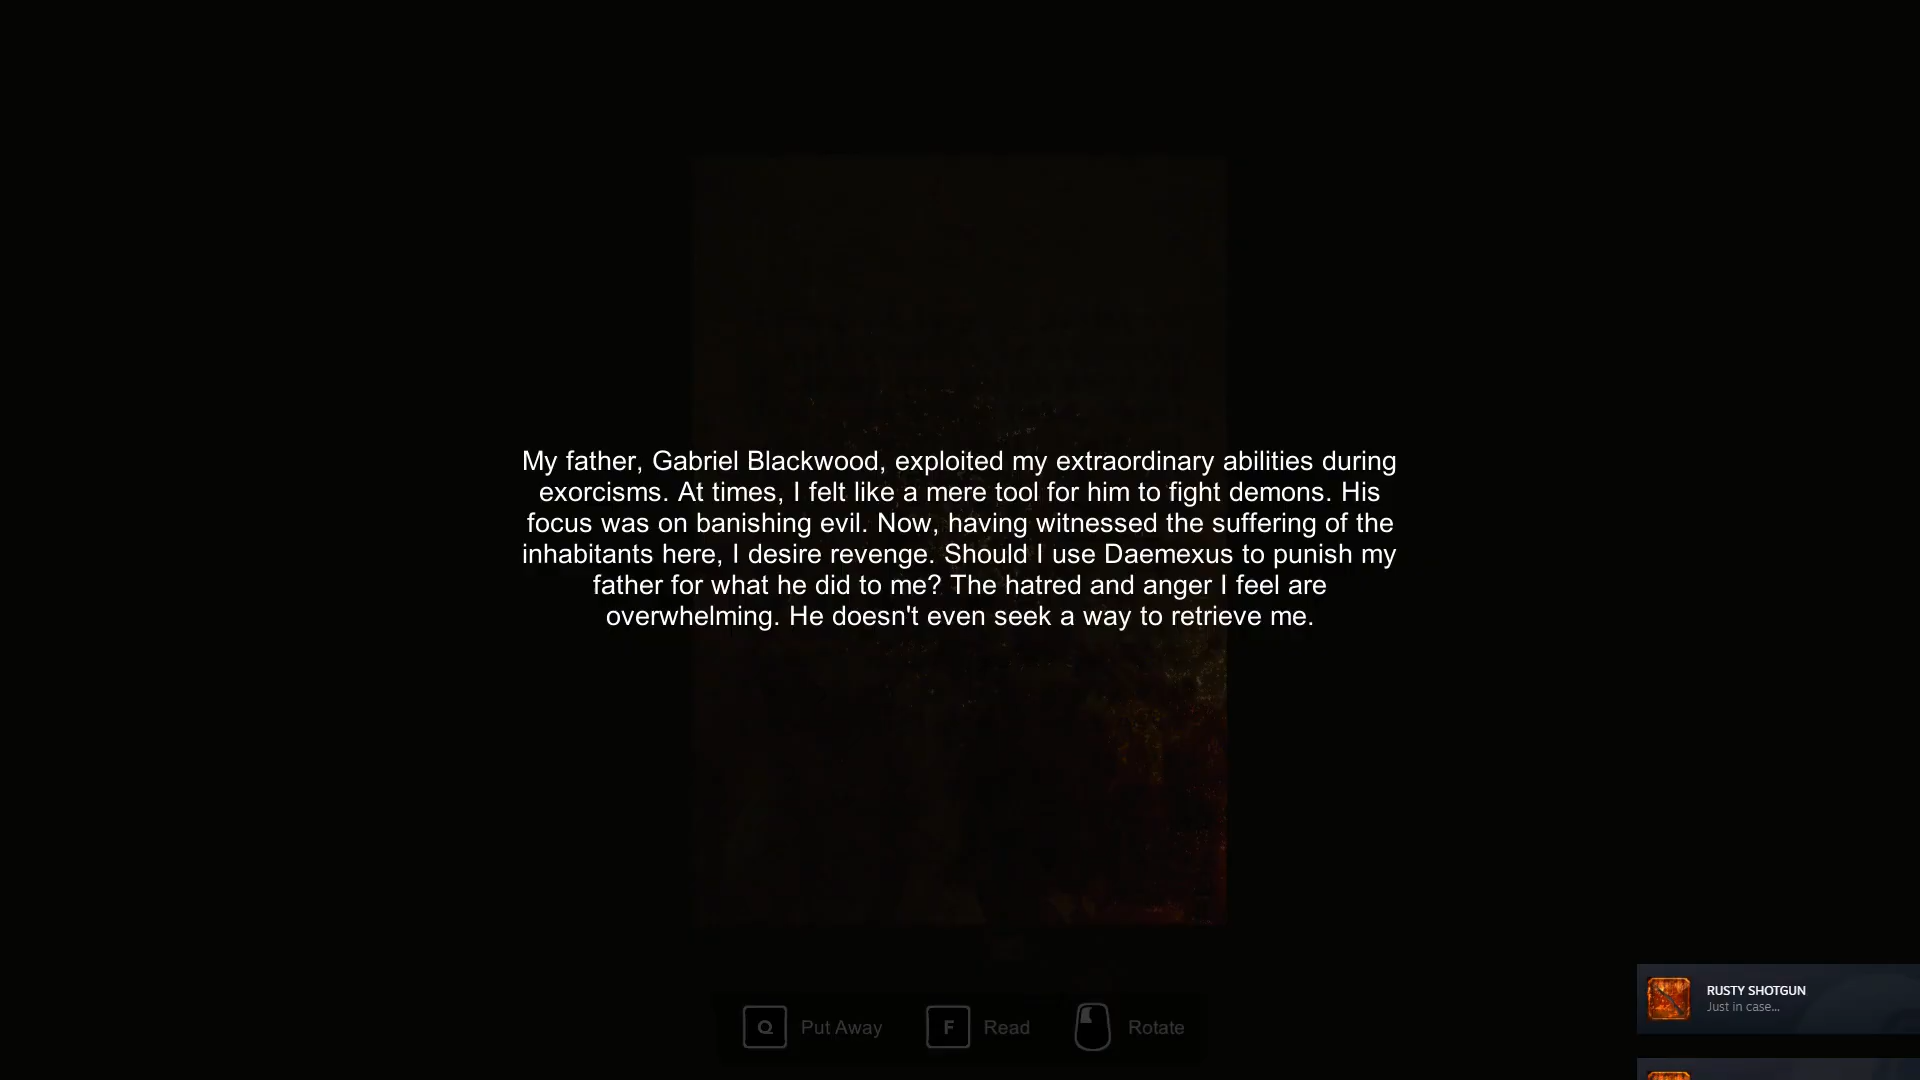 My father, Gabriel Blackwood, exploited my extraordinary abilities during
exorcisms. At times, I felt like a mere tool for him to fight demons. His
focus was on banishing evil. Now, having witnessed the suffering of the
inhabitants here, I desire revenge. Should I use Daemexus to punish my
father for what he did to me? The hatred and anger I feel are
overwhelming. He doesn't even seek a way to retrieve me.
RUSTY SHOTGUN
Just in case...
Q Put Away F Read Rotate